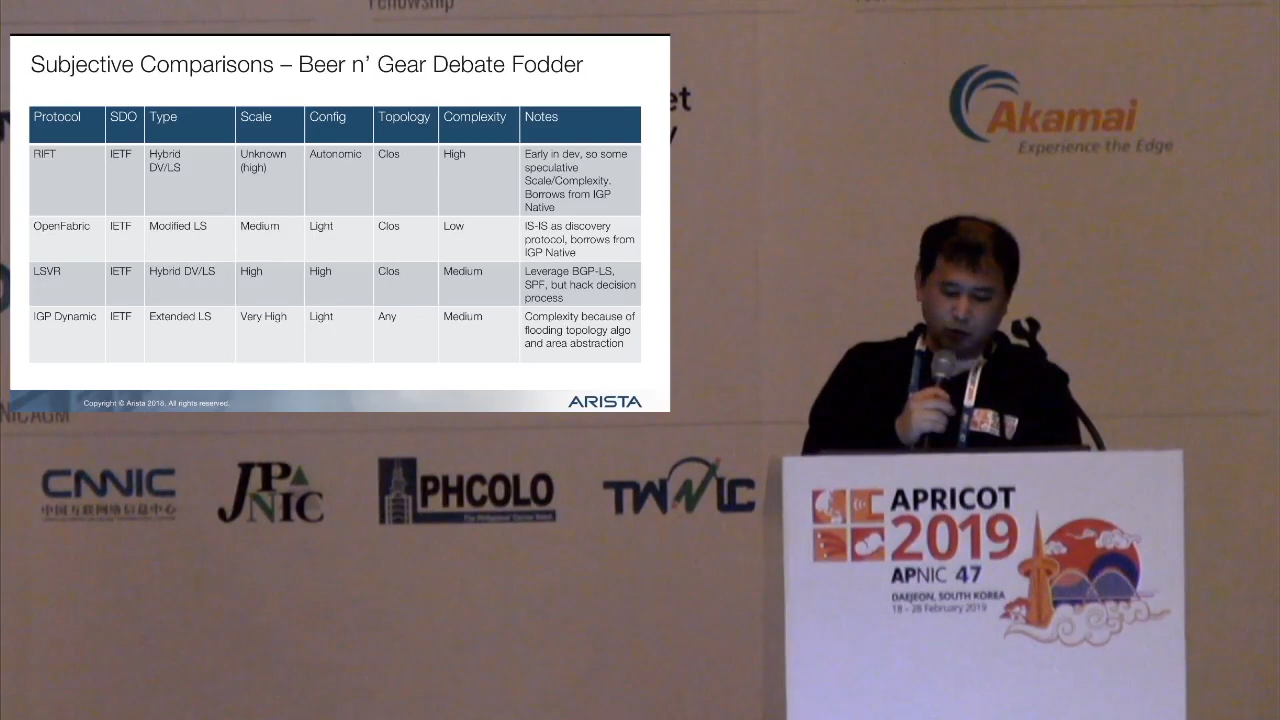 Fellowship
Subjective Comparisons – Beer n' Gear Debate Fodder
Protocol SDO Type Scale Config Topology Complexity Notes
RIFT IETF Hybrid DV/LS Unknown (high) Autonomic Clos High Early in dev, so some speculative Scale/Complexity. Borrows from IGP Native
OpenFabric IETF Modified LS Medium Light Clos Low IS-IS as discovery protocol, borrows from IGP Native
LSVR IETF Hybrid DV/LS High High Clos Medium Leverage BGP-LS, SPF, but hack decision process
IGP Dynamic IETF Extended LS Very High Light Any Medium Complexity because of flooding topology algo and area abstraction
Copyright © Arista 2018. All rights reserved.
ARISTA
Akamai
Experience the Edge
CNNIC
中国互联网络信息中心
JPNIC
PHCOLO
TWNIC
APRICOT
2019
APNIC 47
DAEJEON, SOUTH KOREA
18 – 28 February 2019